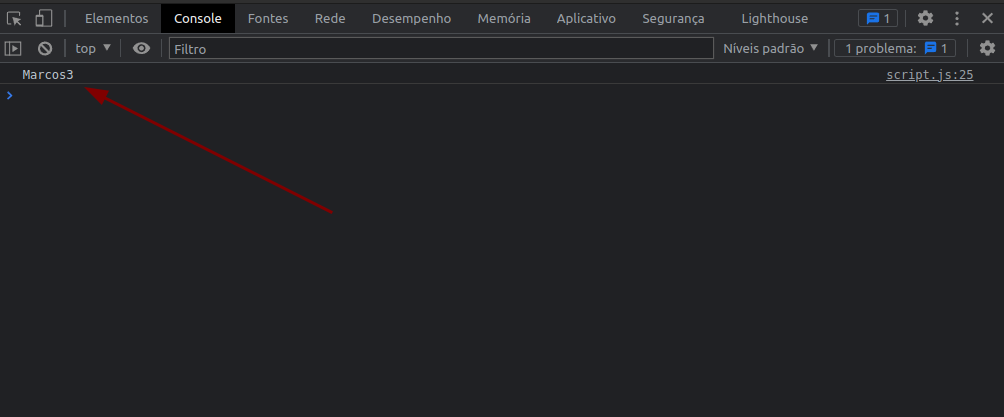 Elementos Console Fontes Rede Desempenho Memória Aplicativo Segurança Lighthouse 1
top Filtro Níveis padrão 1 problema: 1
Marcos3 script.js:25